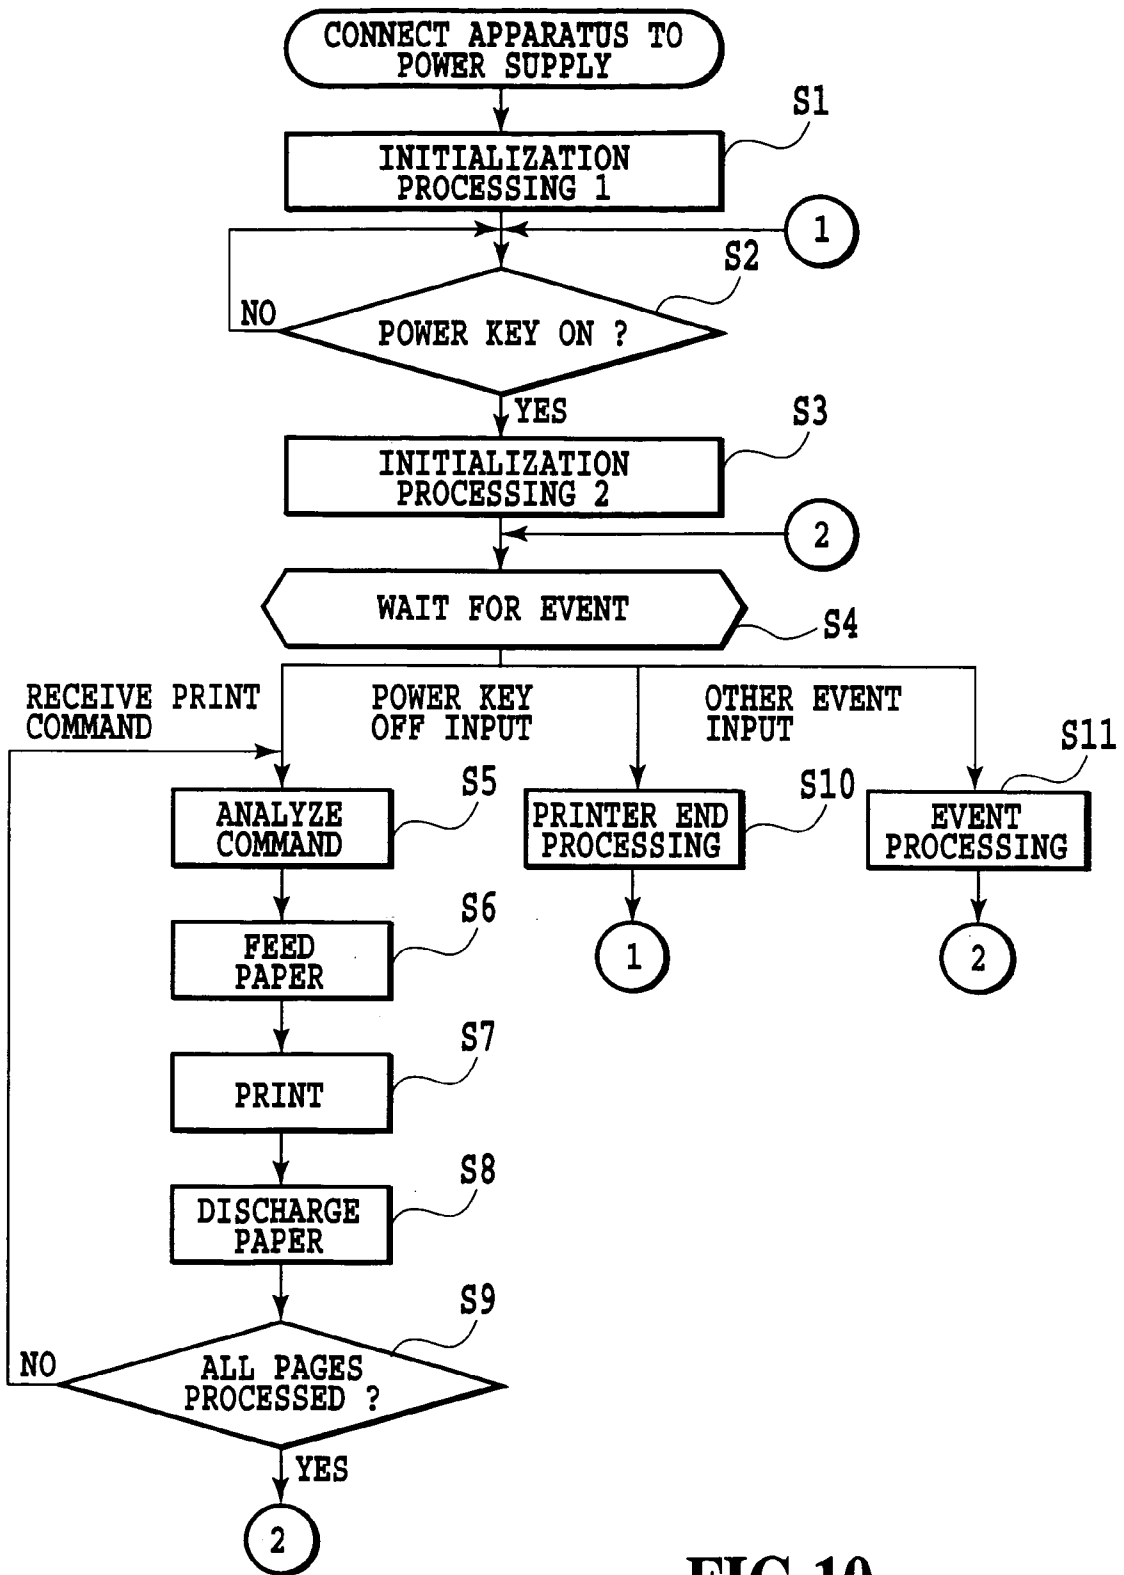 CONNECT APPARATUS TO
POWER SUPPLY
S1
INITIALIZATION
PROCESSING 1
1
S2
NO
POWER KEY ON ?
YES
S3
INITIALIZATION
PROCESSING 2
2
WAIT FOR EVENT
S4
RECEIVE PRINT
COMMAND
POWER KEY
OFF INPUT
OTHER EVENT
INPUT
S5
ANALYZE
COMMAND
S10
PRINTER END
PROCESSING
S11
EVENT
PROCESSING
S6
FEED
PAPER
1
2
S7
PRINT
S8
DISCHARGE
PAPER
S9
NO
ALL PAGES
PROCESSED ?
YES
2
FIG.10